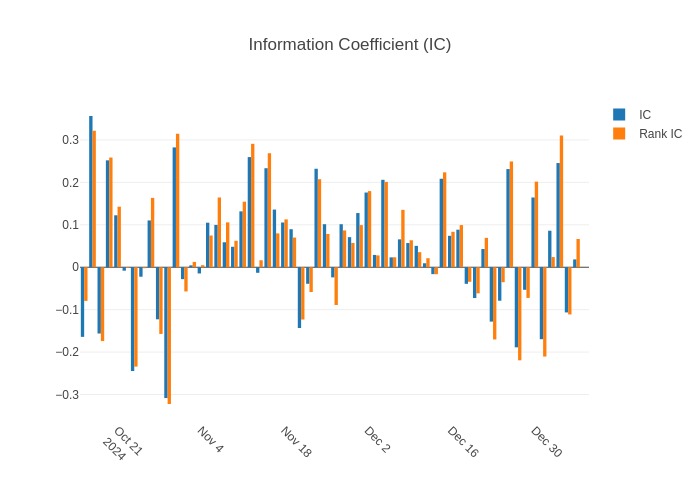 Information Coefficient (IC)
IC
Rank IC
0.3
0.2
0.1
0
−0.1
−0.2
−0.3
Oct 21
2024
Nov 4
Nov 18
Dec 2
Dec 16
Dec 30